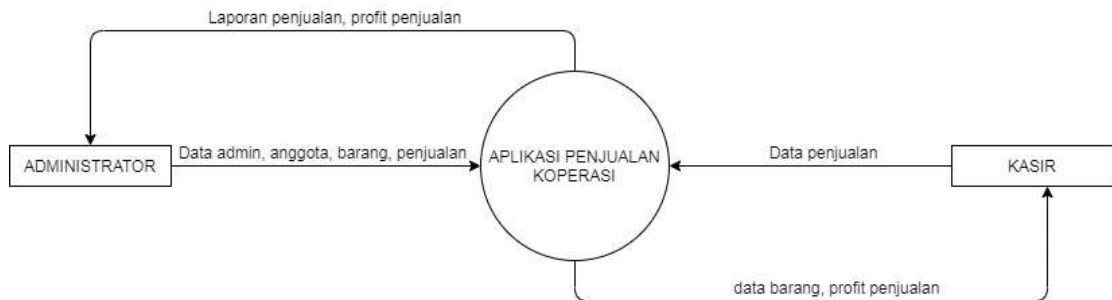 Laporan penjualan, profit penjualan
ADMINISTRATOR
Data admin, anggota, barang, penjualan
APLIKASI PENJUALAN
KOPERASI
Data penjualan
KASIR
data barang, profit penjualan